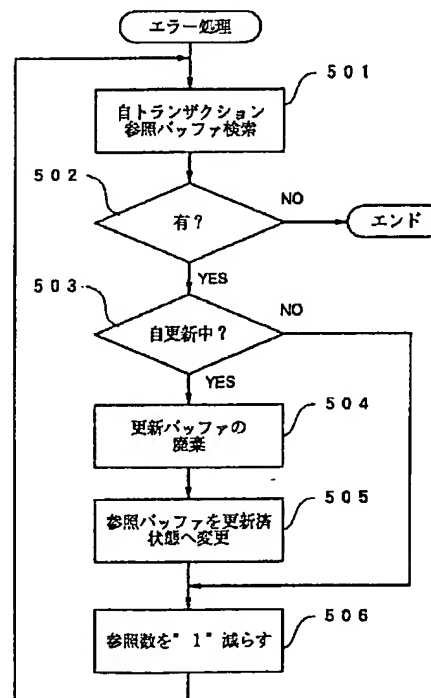 エラー処理
501
自トランザクション
参照バッファ検索
502
有?
NO
エンド
YES
503
自更新中?
NO
YES
504
更新バッファの
廃棄
505
参照バッファを更新済
状態へ変更
506
参照数を"1"減らす